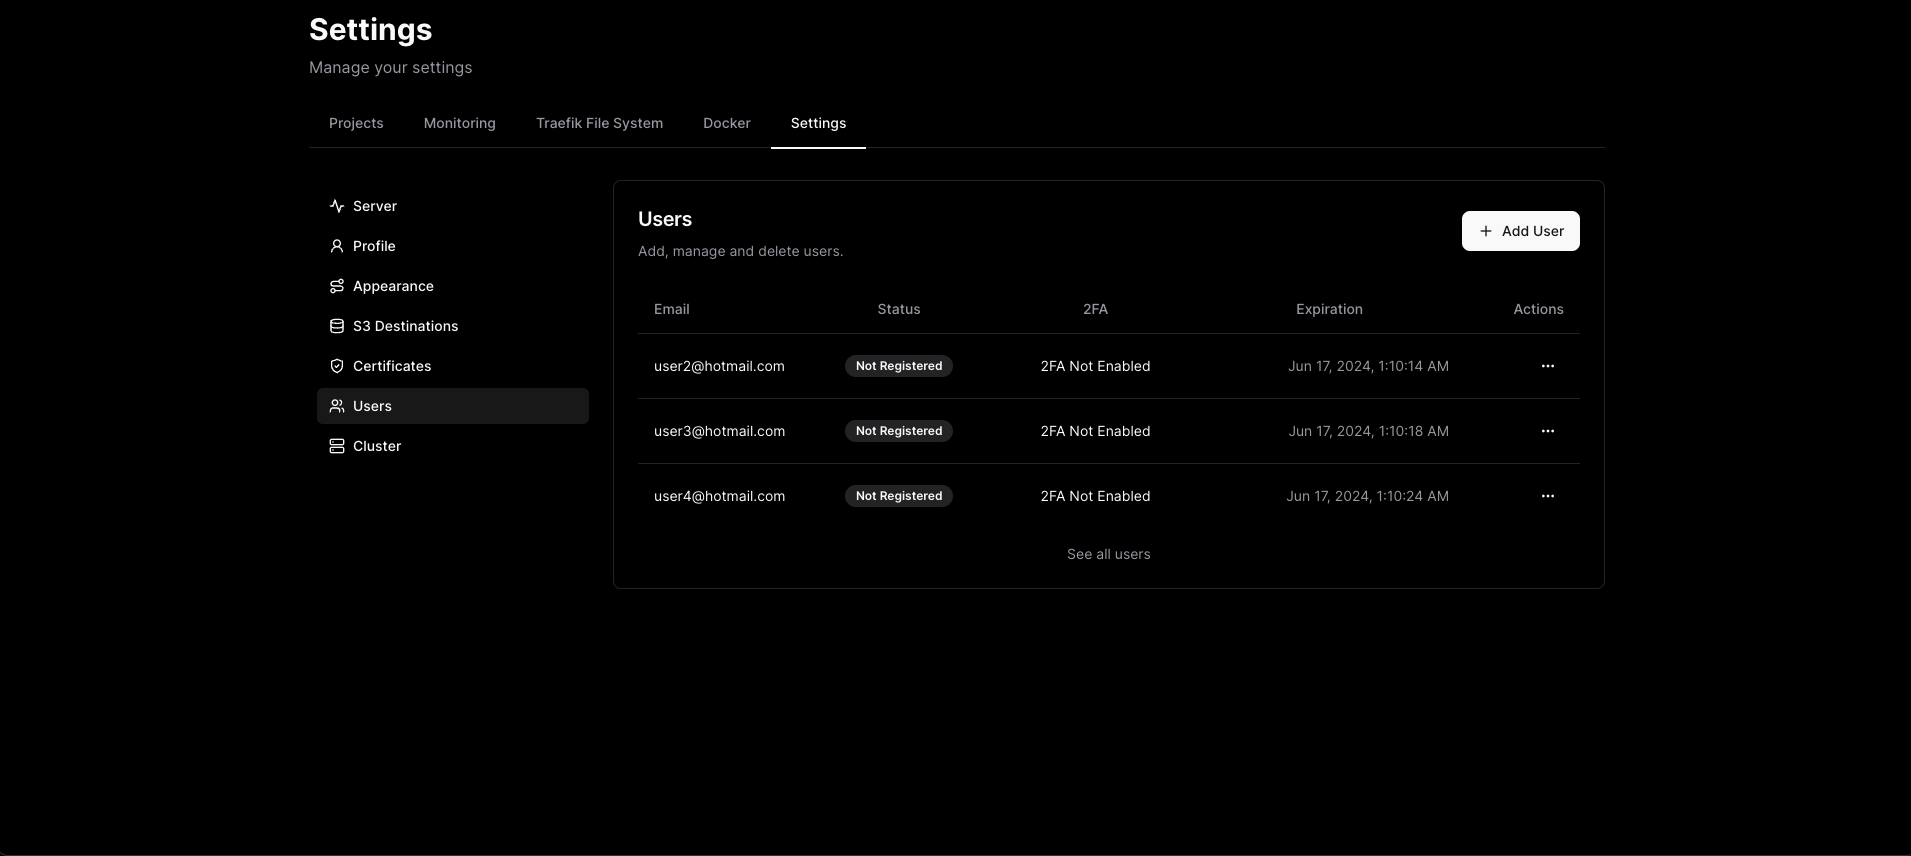 Settings
Manage your settings
Projects Monitoring Traefik File System Docker Settings
Server
Profile
Appearance
S3 Destinations
Certificates
Users
Cluster
Users
Add, manage and delete users.
Add User
Email Status 2FA Expiration Actions
user2@hotmail.com Not Registered 2FA Not Enabled Jun 17, 2024, 1:10:14 AM
user3@hotmail.com Not Registered 2FA Not Enabled Jun 17, 2024, 1:10:18 AM
user4@hotmail.com Not Registered 2FA Not Enabled Jun 17, 2024, 1:10:24 AM
See all users